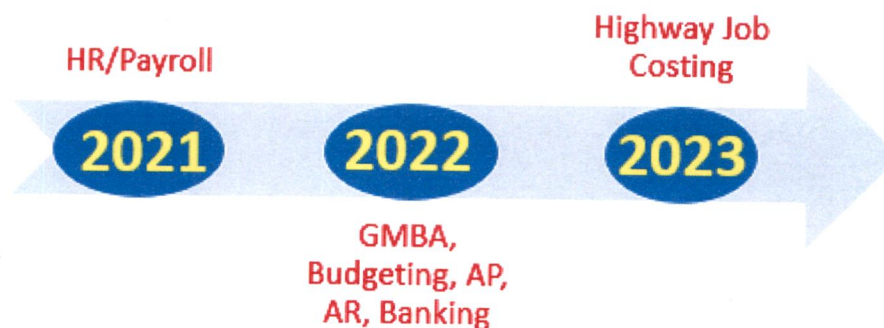 HR/Payroll
Highway Job
Costing
2021
2022
2023
GMBA,
Budgeting, AP,
AR, Banking